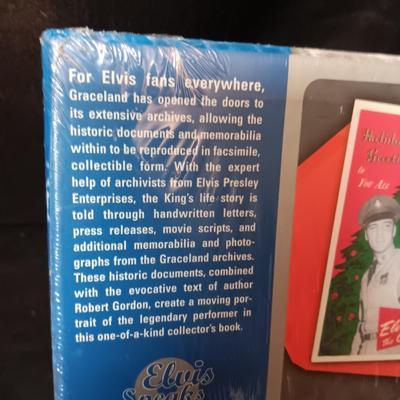 For Elvis fans everywhere,
Graceland has opened the doors to
its extensive archives, allowing the
historic documents and memorabilia
within to be reproduced in facsimile,
collectible form. With the expert
help of archivists from Elvis Presley
Enterprises, the King's life story is
told through handwritten letters,
press releases, movie scripts, and
additional memorabilia and photo-
graphs from the Graceland archives.
These historic documents, combined
with the evocative text of author
Robert Gordon, create a moving por-
trait of the legendary performer in
this one-of-a-kind collector's book.
Elvis
Speaks
1.
to
You All
Elv
the C